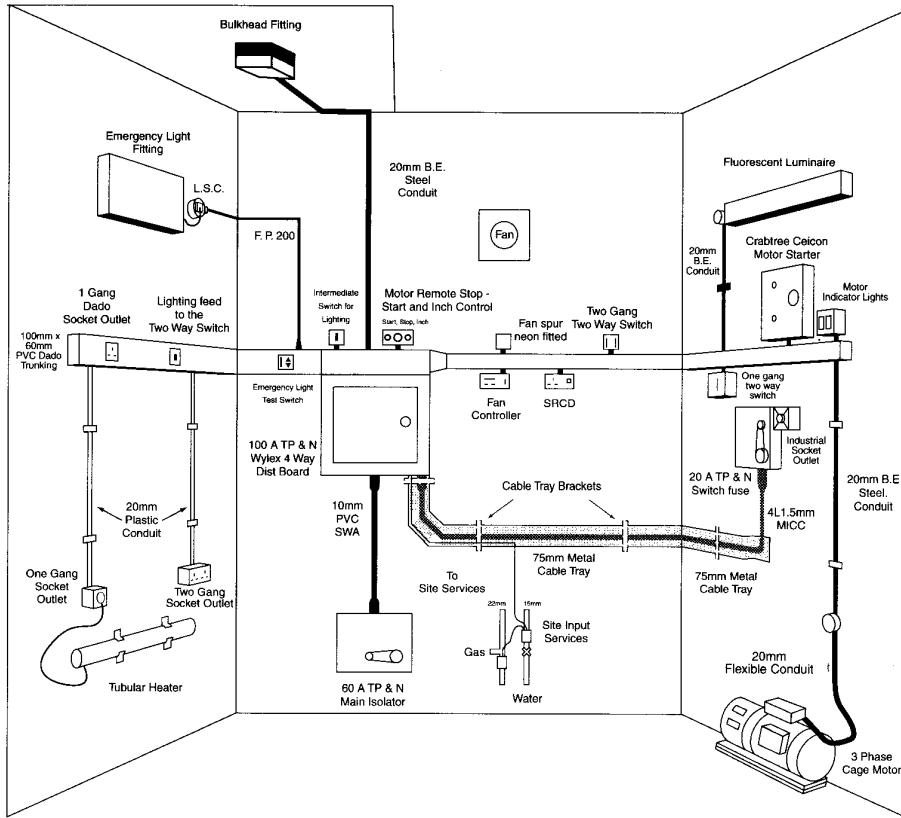 Bulkhead Fitting
Emergency Light
Fitting
L.S.C.
F. P. 200
20mm B.E.
Steel
Conduit
Fan
Fluorescent Luminaire
20mm
B.E.
Conduit
Crabtree Ceicon
Motor Starter
Motor
Indicator Lights
1 Gang
Dado
Socket Outlet
Lighting feed
to the
Two Way Switch
100mm x
60mm
PVC Dado
Trunking
Intermediate
Switch for
Lighting
Motor Remote Stop -
Start and Inch Control
Start, Stop, Inch
Fan spur
neon fitted
Two Gang
Two Way Switch
Emergency Light
Test Switch
Fan
Controller
SRCD
One gang
two way
switch
Industrial
Socket
Outlet
100 A TP & N
Wylex 4 Way
Dist Board
20 A TP & N
Switch fuse
20mm
Plastic
Conduit
10mm
PVC
SWA
Cable Tray Brackets
4L1.5mm
MICC
20mm B.E
Steel.
Conduit
75mm Metal
Cable Tray
75mm Metal
Cable Tray
One Gang
Socket
Outlet
Two Gang
Socket Outlet
To
Site Services
22mm
15mm
Site Input
Services
Gas
Water
Tubular Heater
60 A TP & N
Main Isolator
20mm
Flexible Conduit
3 Phase
Cage Motor